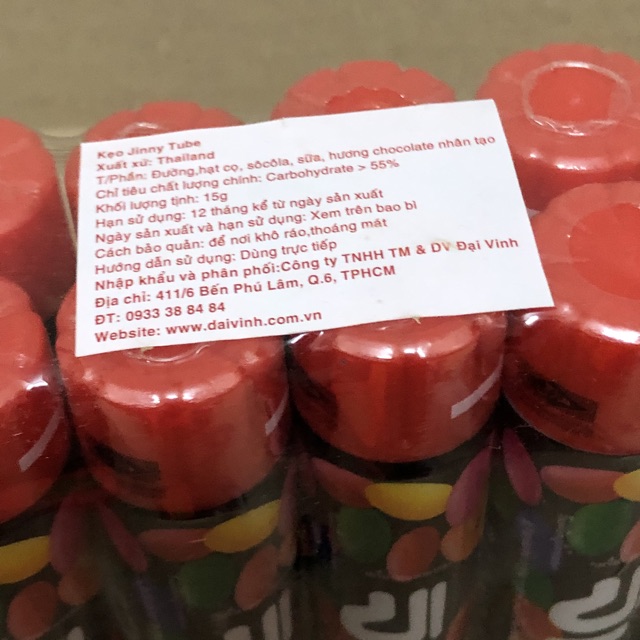 Kẹo Jinny Tube
Xuất xứ: Thailand
T/Phần: Đường,hạt cọ, sôcôla, sữa, hương chocolate nhân tạo
Chỉ tiêu chất lượng chính: Carbohydrate > 55%
Khối lượng tịnh: 15g
Hạn sử dụng: 12 tháng kể từ ngày sản xuất
Ngày sản xuất và hạn sử dụng: Xem trên bao bì
Cách bảo quản: để nơi khô ráo,thoáng mát
Hướng dẫn sử dụng: Dùng trực tiếp
Nhập khẩu và phân phối:Công ty TNHH TM & DV Đại Vinh
Địa chỉ: 411/6 Bến Phú Lâm, Q.6, TPHCM
ĐT: 0933 38 84 84
Website: www.daivinh.com.vn